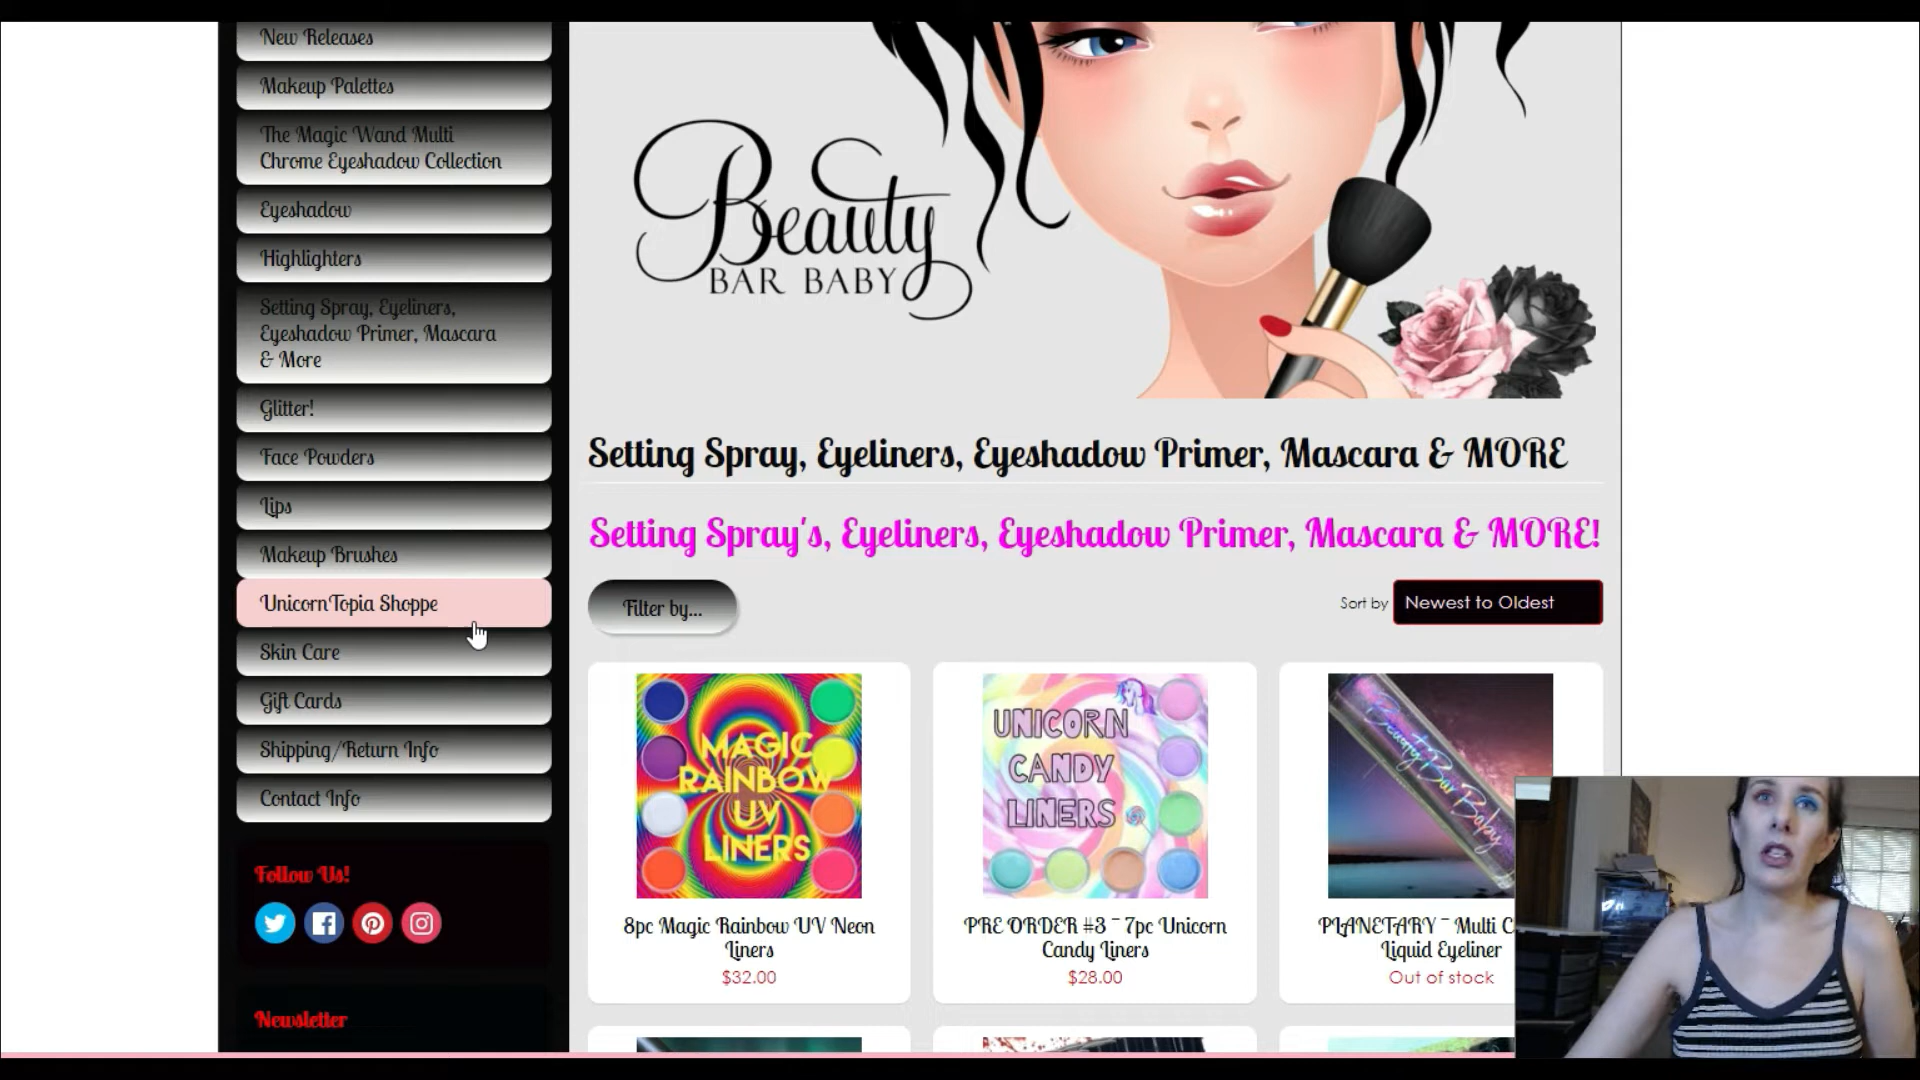 New Releases
Makeup Palettes
The Magic Wand Multi
Chrome Eyeshadow Collection
Eyeshadow
Highlighters
Setting Spray, Eyeliners,
Eyeshadow Primer, Mascara
& More
Glitter!
Face Powders
Lips
Makeup Brushes
UnicornTopia Shoppe
Skin Care
Gift Cards
Shipping/Return Info
Contact Info
Follow Us!
Newsletter
Beauty
BAR BABY
Setting Spray, Eyeliners, Eyeshadow Primer, Mascara & MORE
Setting Spray's, Eyeliners, Eyeshadow Primer, Mascara & MORE!
Filter by...
Sort by Newest to Oldest
MAGIC
RAINBOW
UV
LINERS
8pc Magic Rainbow UV Neon
Liners
$32.00
UNICORN
CANDY
LINERS
PRE ORDER #3 ~ 7pc Unicorn
Candy Liners
$28.00
Beauty Bar Baby
PLANETARY ~ Multi C
Liquid Eyeliner
Out of stock